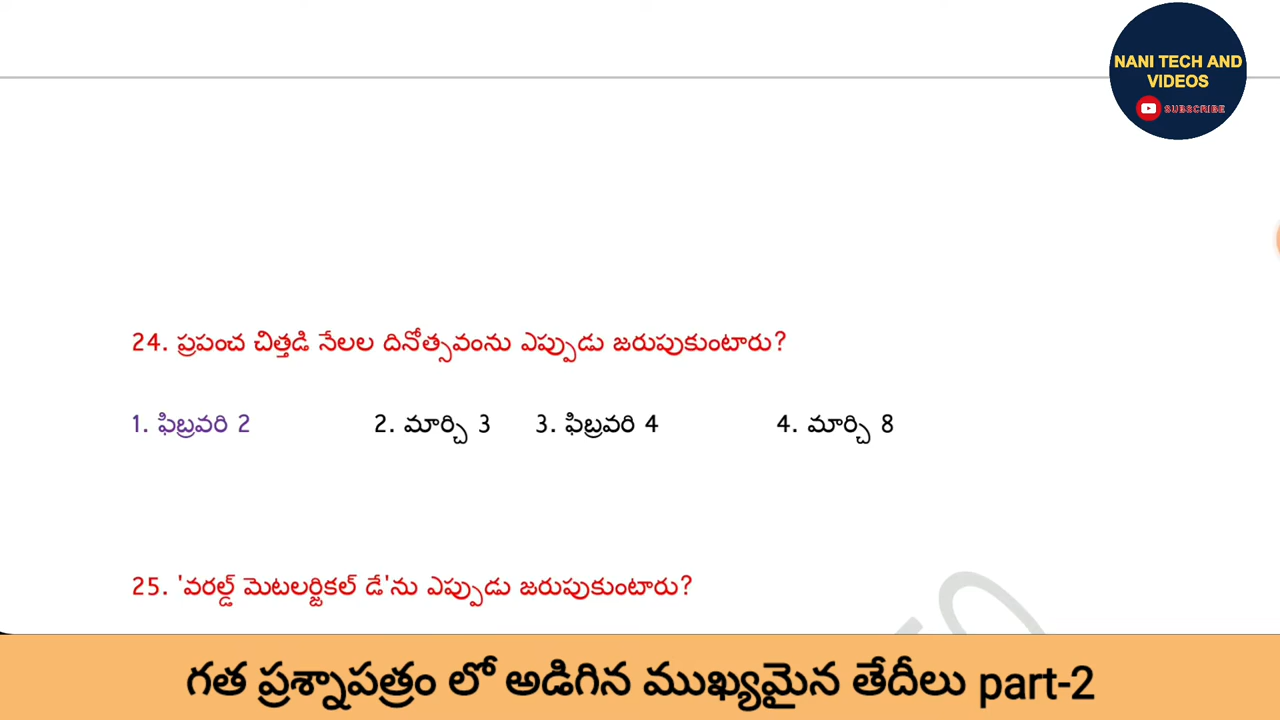 NANI TECH AND
VIDEOS
SUBSCRIBE
24. ప్రపంచ చిత్తడి నేలల దినోత్సవంను ఎప్పుడు జరుపుకుంటారు?
1. ఫిబ్రవరి 2 2. మార్చి 3 3. ఫిబ్రవరి 4 4. మార్చి 8
25. 'వరల్డ్ మెటలర్జికల్ డే'ను ఎప్పుడు జరుపుకుంటారు?
గత ప్రశ్నాపత్రం లో అడిగిన ముఖ్యమైన తేదీలు part-2